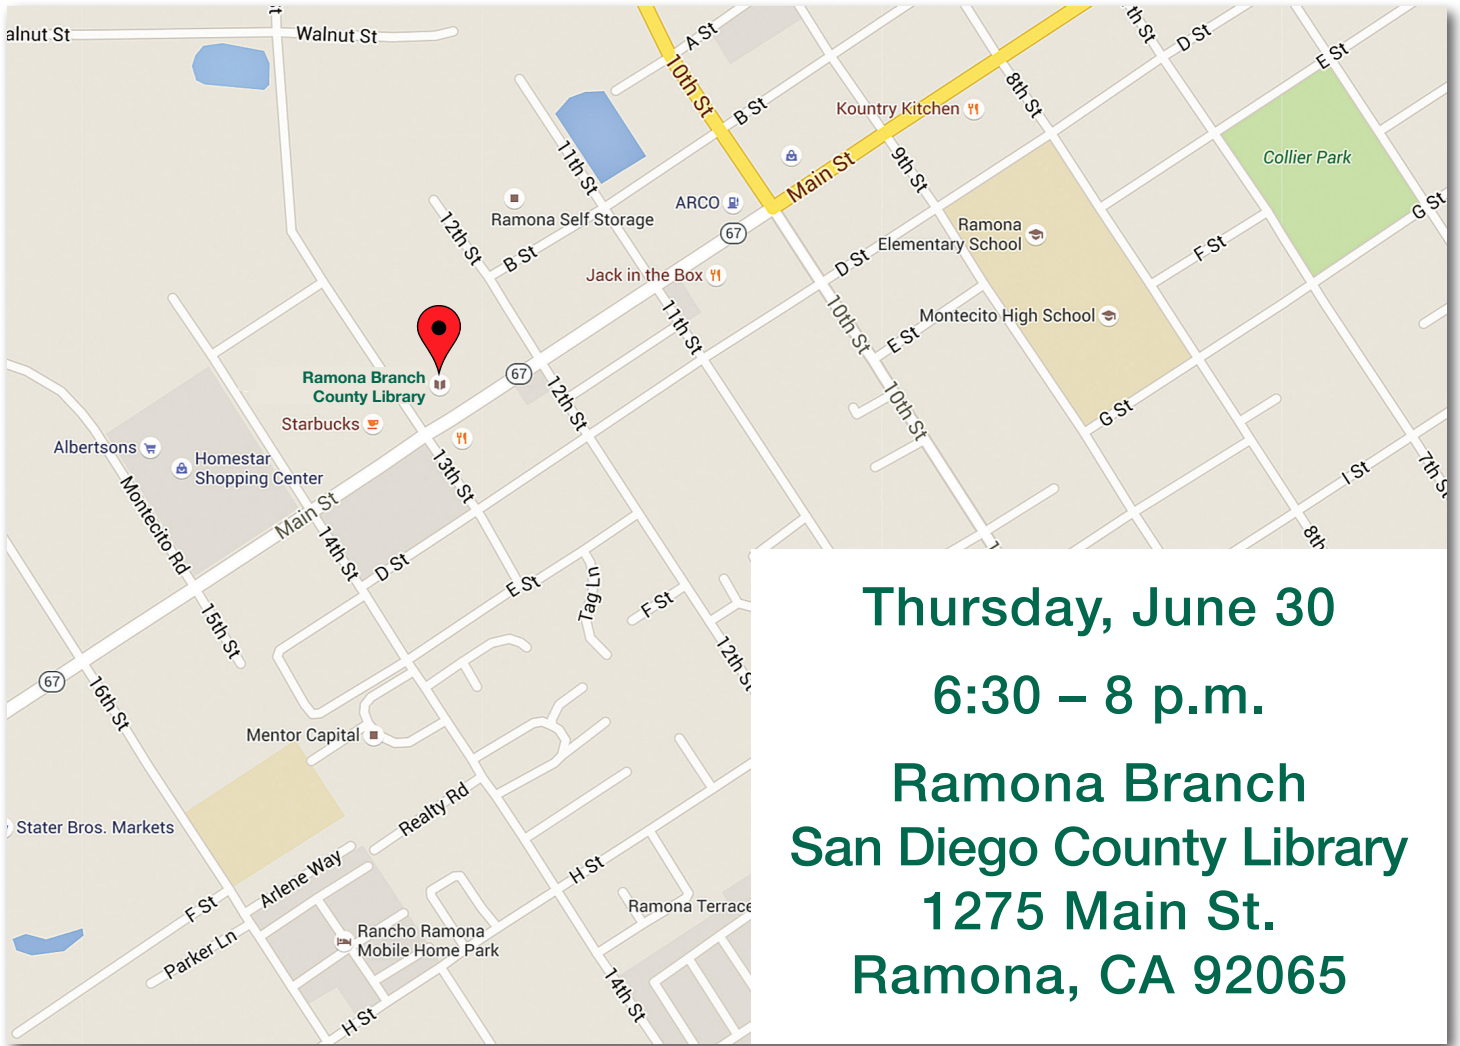 alnut St
Walnut St
A St
10th St
B St
Kountry Kitchen
8th St
D St
E St
Collier Park
11th St
9th St
Main St
ARCO
67
Ramona Self Storage
12th St
B St
G St
Ramona
Elementary School
F St
D St
Jack in the Box
Montecito High School
11th St
10th St
E St
Ramona Branch
County Library
67
12th St
10th St
G St
Starbucks
Albertsons
Homestar
Shopping Center
13th St
Main St
Montecito Rd
14th St
D St
I St
7th St
8th
E St
Tag Ln
F St
15th St
12th St
67
16th St
Mentor Capital
Stater Bros. Markets
Realty Rd
Arlene Way
H St
F St
Parker Ln
Ramona Terrace
Rancho Ramona
Mobile Home Park
14th St
H St
Thursday, June 30
6:30 – 8 p.m.
Ramona Branch
San Diego County Library
1275 Main St.
Ramona, CA 92065